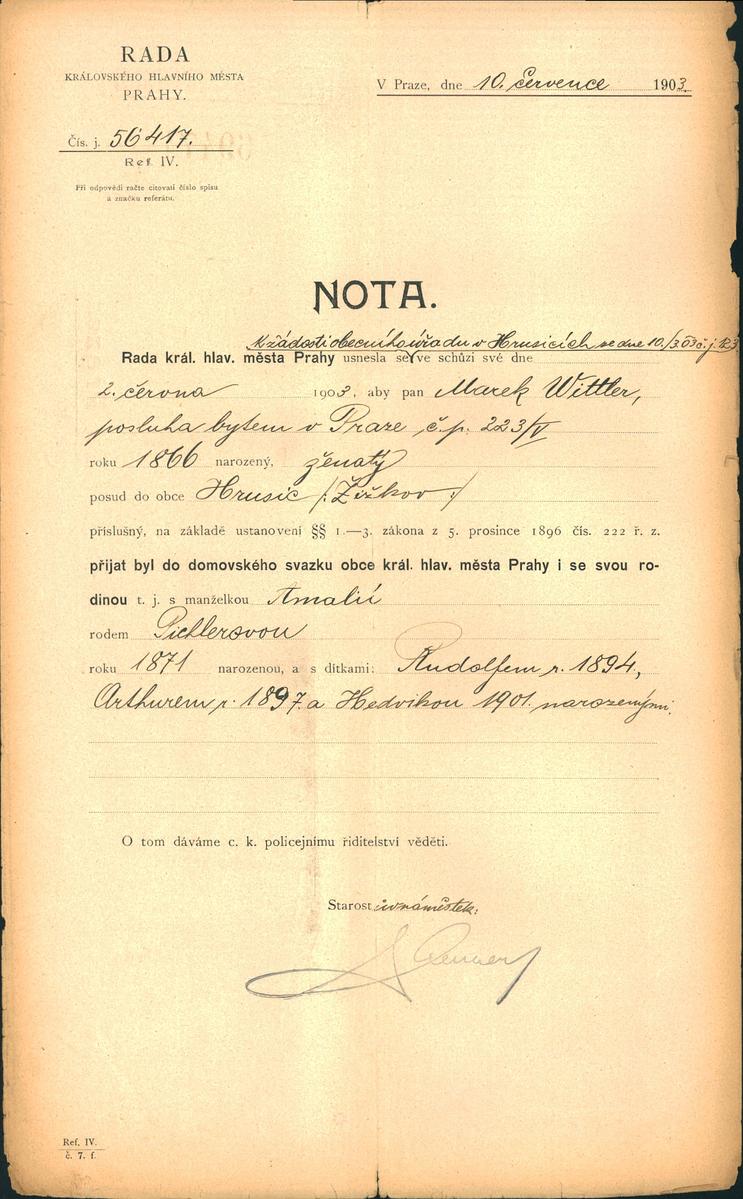 RADA
KRÁLOVSKÉHO HLAVNÍHO MĚSTA
PRAHY.
V Praze, dne 10. července 1903.
Čís. j. 56417.
Ref. IV.
Při odpovědi račte citovati číslo spisu
a značku referátu.
NOTA.
K žádosti obecního úřadu v Hrusicích ze dne 10./3. 03 č. j. 123
Rada král. hlav. města Prahy usnesla se ve schůzi své dne
2. června 1903, aby pan Marek Wittler,
posluha bytem v Praze, č. p. 223/V
roku 1866 narozený, ženatý
posud do obce Hrusic /: Žižkov :/
příslušný, na základě ustanovení §§ 1.—3. zákona z 5. prosince 1896 čís. 222 ř. z.
přijat byl do domovského svazku obce král. hlav. města Prahy i se svou ro-
dinou t. j. s manželkou Amalií
rodem Pichlerovou
roku 1871 narozenou, a s dítkami: Rudolfem r. 1894,
Arthurem r. 1897. a Hedvikou 1901. narozenými.
O tom dáváme c. k. policejnímu řiditelství věděti.
Starostův náměstek:
Ref. IV.
č. 7. f.